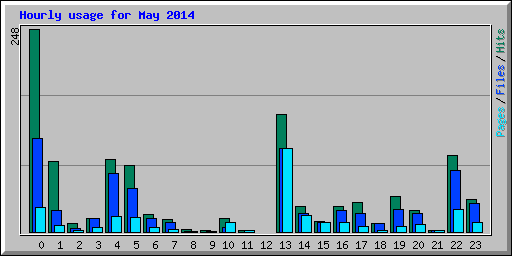 Hourly usage for May 2014
248
Pages / Files / Hits
0 1 2 3 4 5 6 7 8 9 10 11 12 13 14 15 16 17 18 19 20 21 22 23